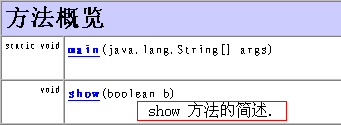 方法概览
static void main(java.lang.String[] args)
void show(boolean b)
show 方法的简述.